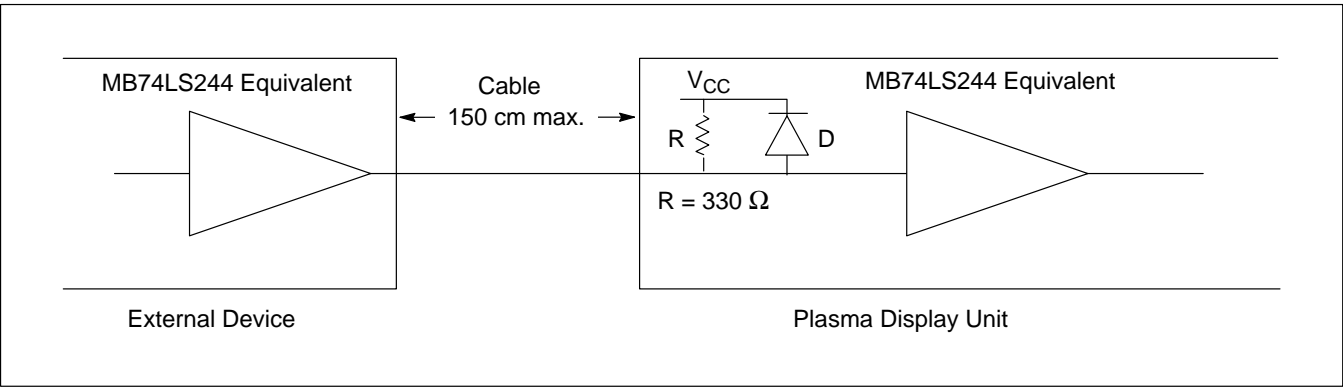 MB74LS244 Equivalent
Cable
150 cm max.
VCC
R
D
R = 330 Ω
MB74LS244 Equivalent
External Device
Plasma Display Unit